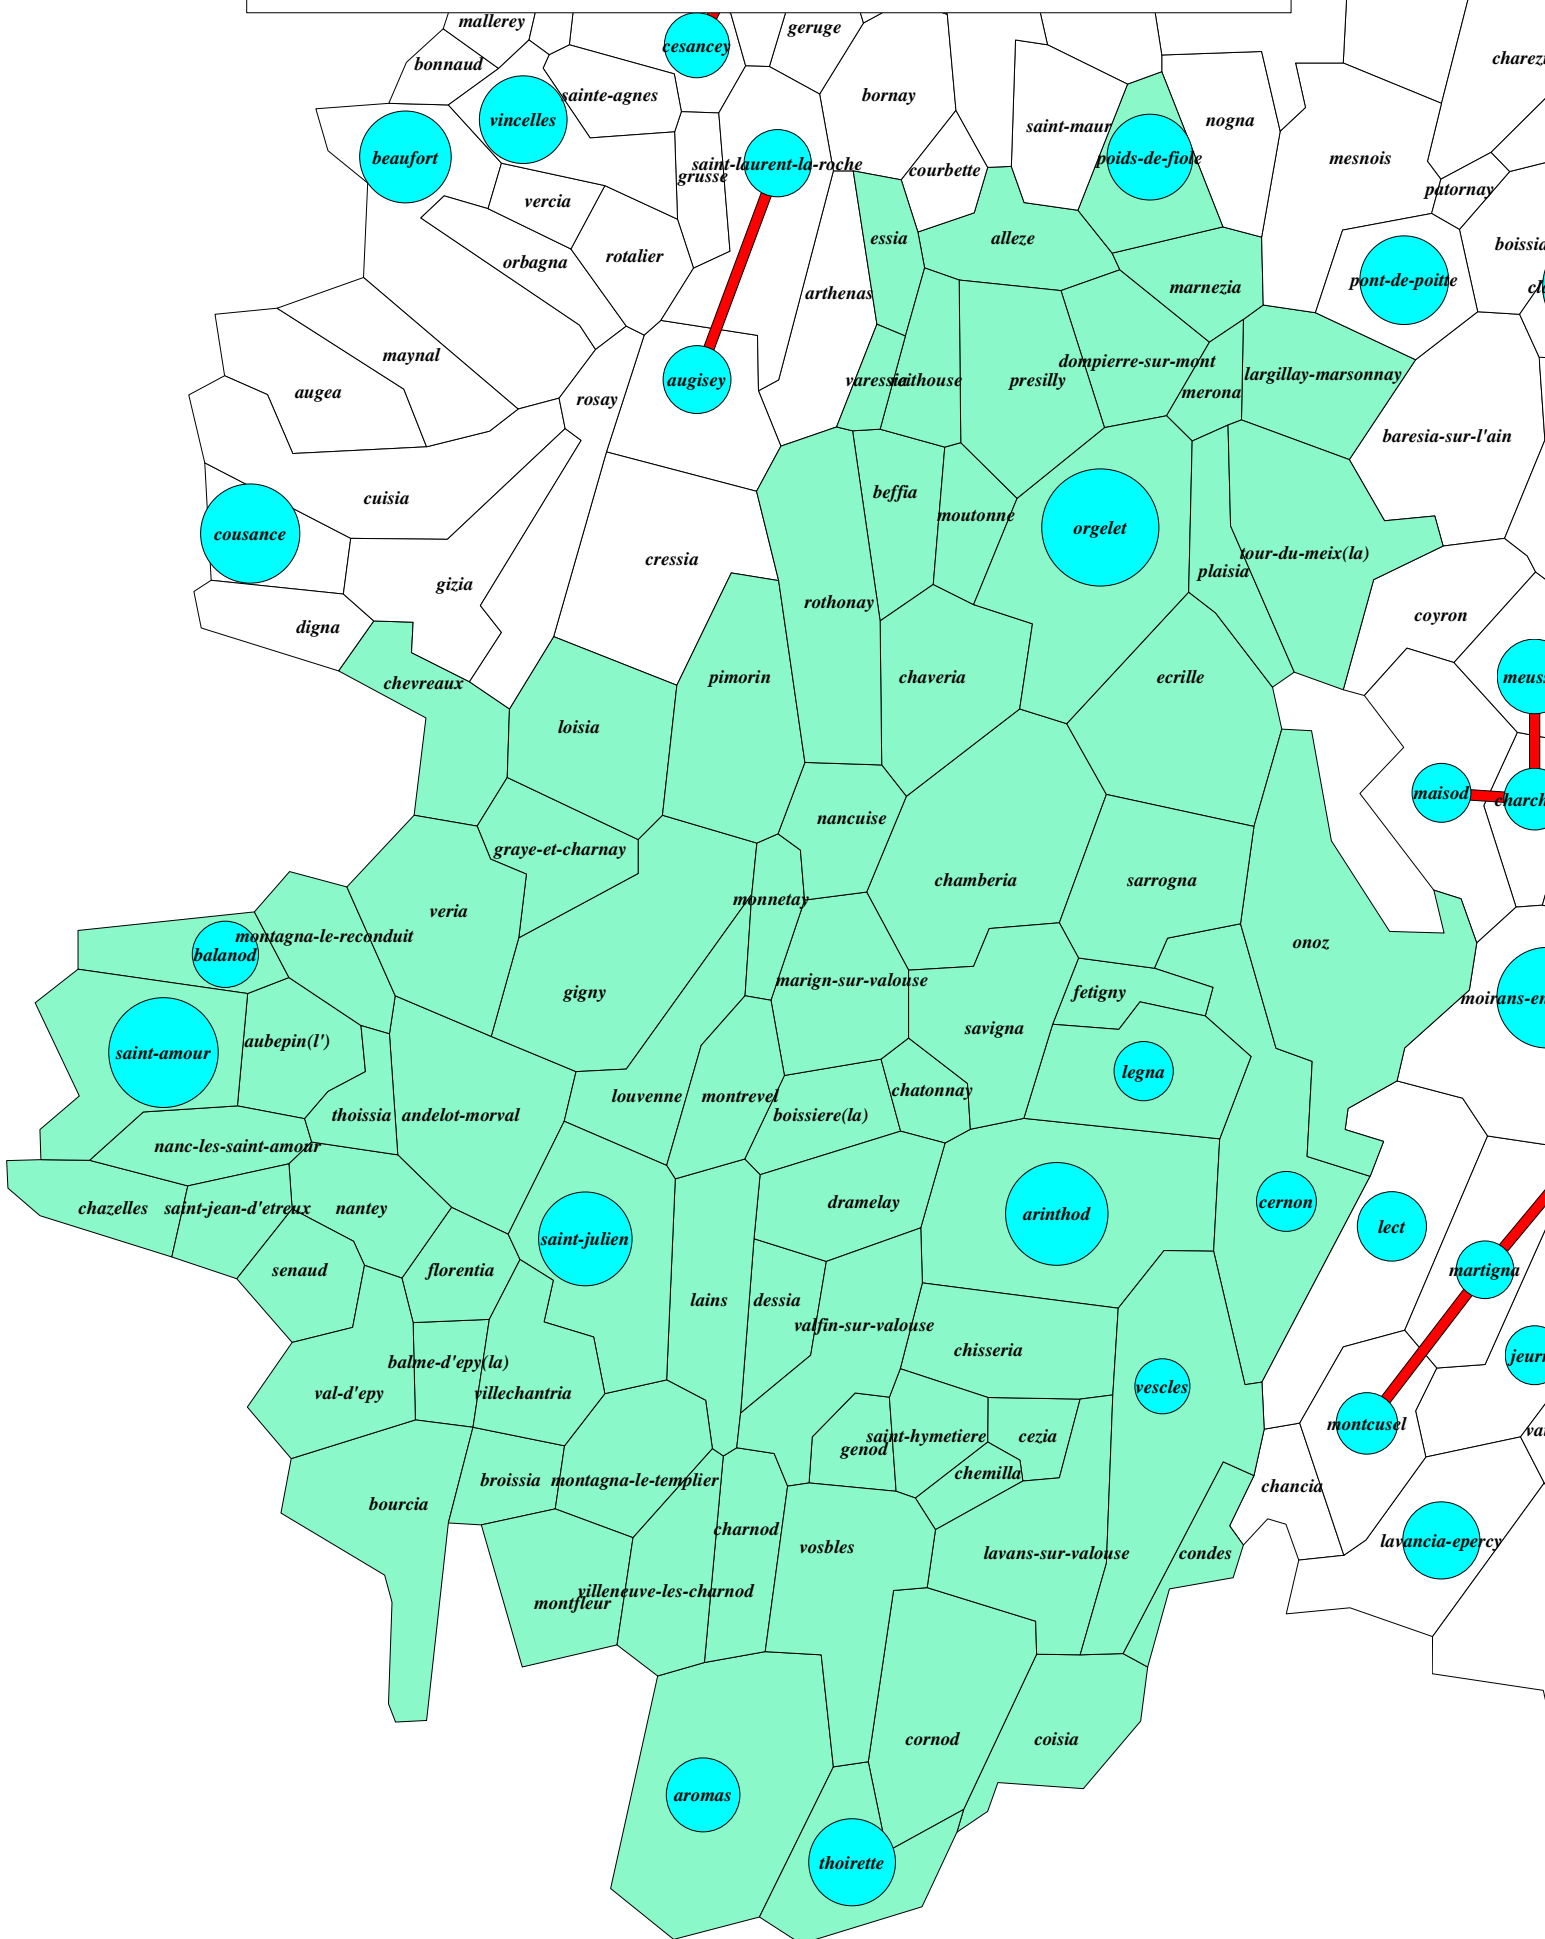 mallerey
geruge
cesancey
bonnaud
sainte-agnes
bornay
vincelles
saint-maur
nogna
beaufort
mesnois
poids-de-fiole
saint-laurent-la-roche
courbette
grusse
patornay
vercia
essia
alleze
rotalier
orbagna
pont-de-poitte
marnezia
arthenas
maynal
dompierre-sur-mont
largillay-marsonnay
augisey
presilly
augea
merona
rosay
baresia-sur-l'ain
beffia
cuisia
moutonne
orgelet
cousance
tour-du-meix(la)
cressia
plaisia
gizia
rothonay
coyron
digna
chevreaux
pimorin
chaveria
ecrille
loisia
maisod
nancuise
graye-et-charnay
chamberia
sarrogna
monnetay
veria
montagna-le-reconduit
onoz
balanod
marign-sur-valouse
gigny
fetigny
savigna
aubepin(l')
saint-amour
legna
chatonnay
louvenne
montrevel
boissiere(la)
thoissia
andelot-morval
nanc-les-saint-amour
dramelay
cernon
chazelles
saint-jean-d'etreux
nantey
arinthod
lect
saint-julien
senaud
florentia
martigna
lains
dessia
valfin-sur-valouse
chisseria
balme-d'epy(la)
vescles
val-d'epy
villechantria
montcusel
saint-hymetiere
cezia
genod
chemilla
broissia
montagna-le-templier
chancia
bourcia
charnod
lavancia-epercy
vosbles
lavans-sur-valouse
condes
villeneuve-les-charnod
montfleur
cornod
coisia
aromas
thoirette